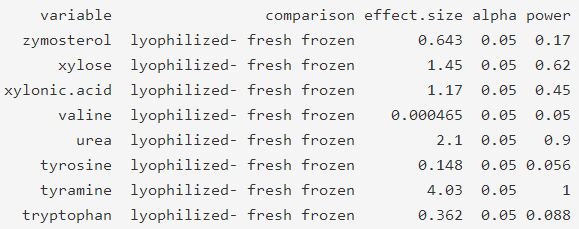 variable comparison effect.size alpha power
zymosterol lyophilized- fresh frozen 0.643 0.05 0.17
xylose lyophilized- fresh frozen 1.45 0.05 0.62
xylonic.acid lyophilized- fresh frozen 1.17 0.05 0.45
valine lyophilized- fresh frozen 0.000465 0.05 0.05
urea lyophilized- fresh frozen 2.1 0.05 0.9
tyrosine lyophilized- fresh frozen 0.148 0.05 0.056
tyramine lyophilized- fresh frozen 4.03 0.05 1
tryptophan lyophilized- fresh frozen 0.362 0.05 0.088